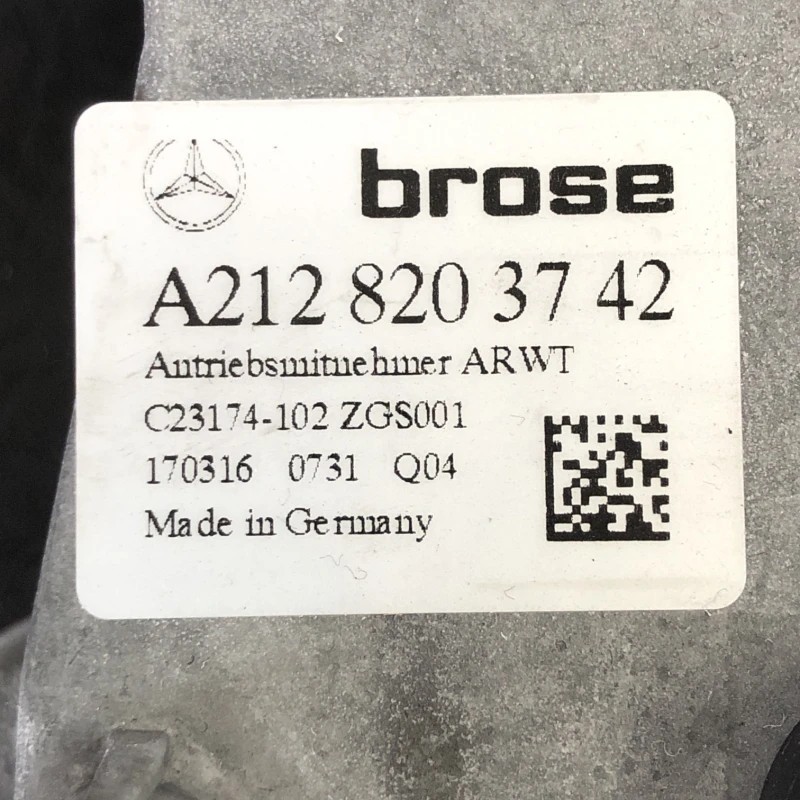 brose
A212 820 37 42
Antriebsmitnehmer ARWT
C23174-102 ZGS001
170316 0731 Q04
Made in Germany